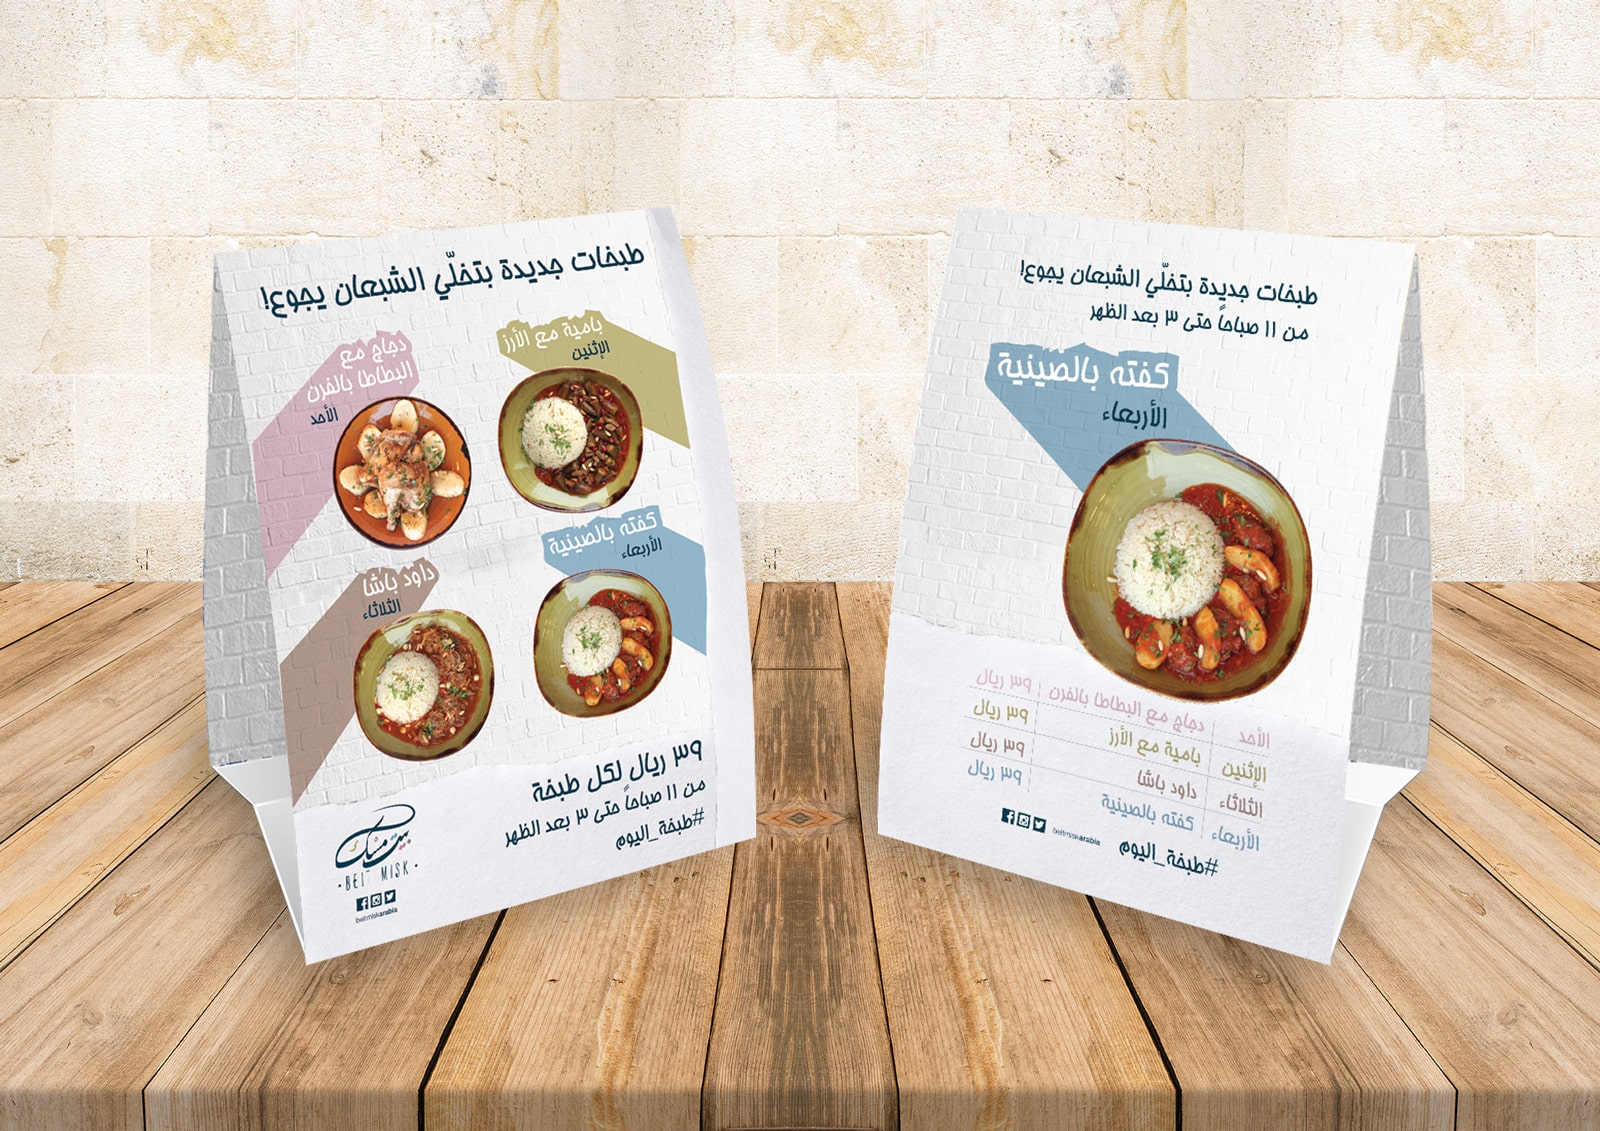 طبخات جديدة بتخلّي الشبعان يجوع!
دجاج مع
البطاطا بالفرن
الأحد
بامية مع الأرز
الإثنين
داود باشا
الثلاثاء
كفته بالصينية
الأربعاء
٣٩ ريال لكل طبخة
من ١١ صباحاً حتى ٣ بعد الظهر
#طبخة_اليوم
بيت مسك
BEIT MISK
beitmiskarabia
طبخات جديدة بتخلّي الشبعان يجوع!
من ١١ صباحاً حتى ٣ بعد الظهر
كفته بالصينية
الأربعاء
الأحد | دجاج مع البطاطا بالفرن | ٣٩ ريال
الإثنين | بامية مع الأرز | ٣٩ ريال
الثلاثاء | داود باشا | ٣٩ ريال
الأربعاء | كفته بالصينية | ٣٩ ريال
beitmiskarabia
#طبخة_اليوم